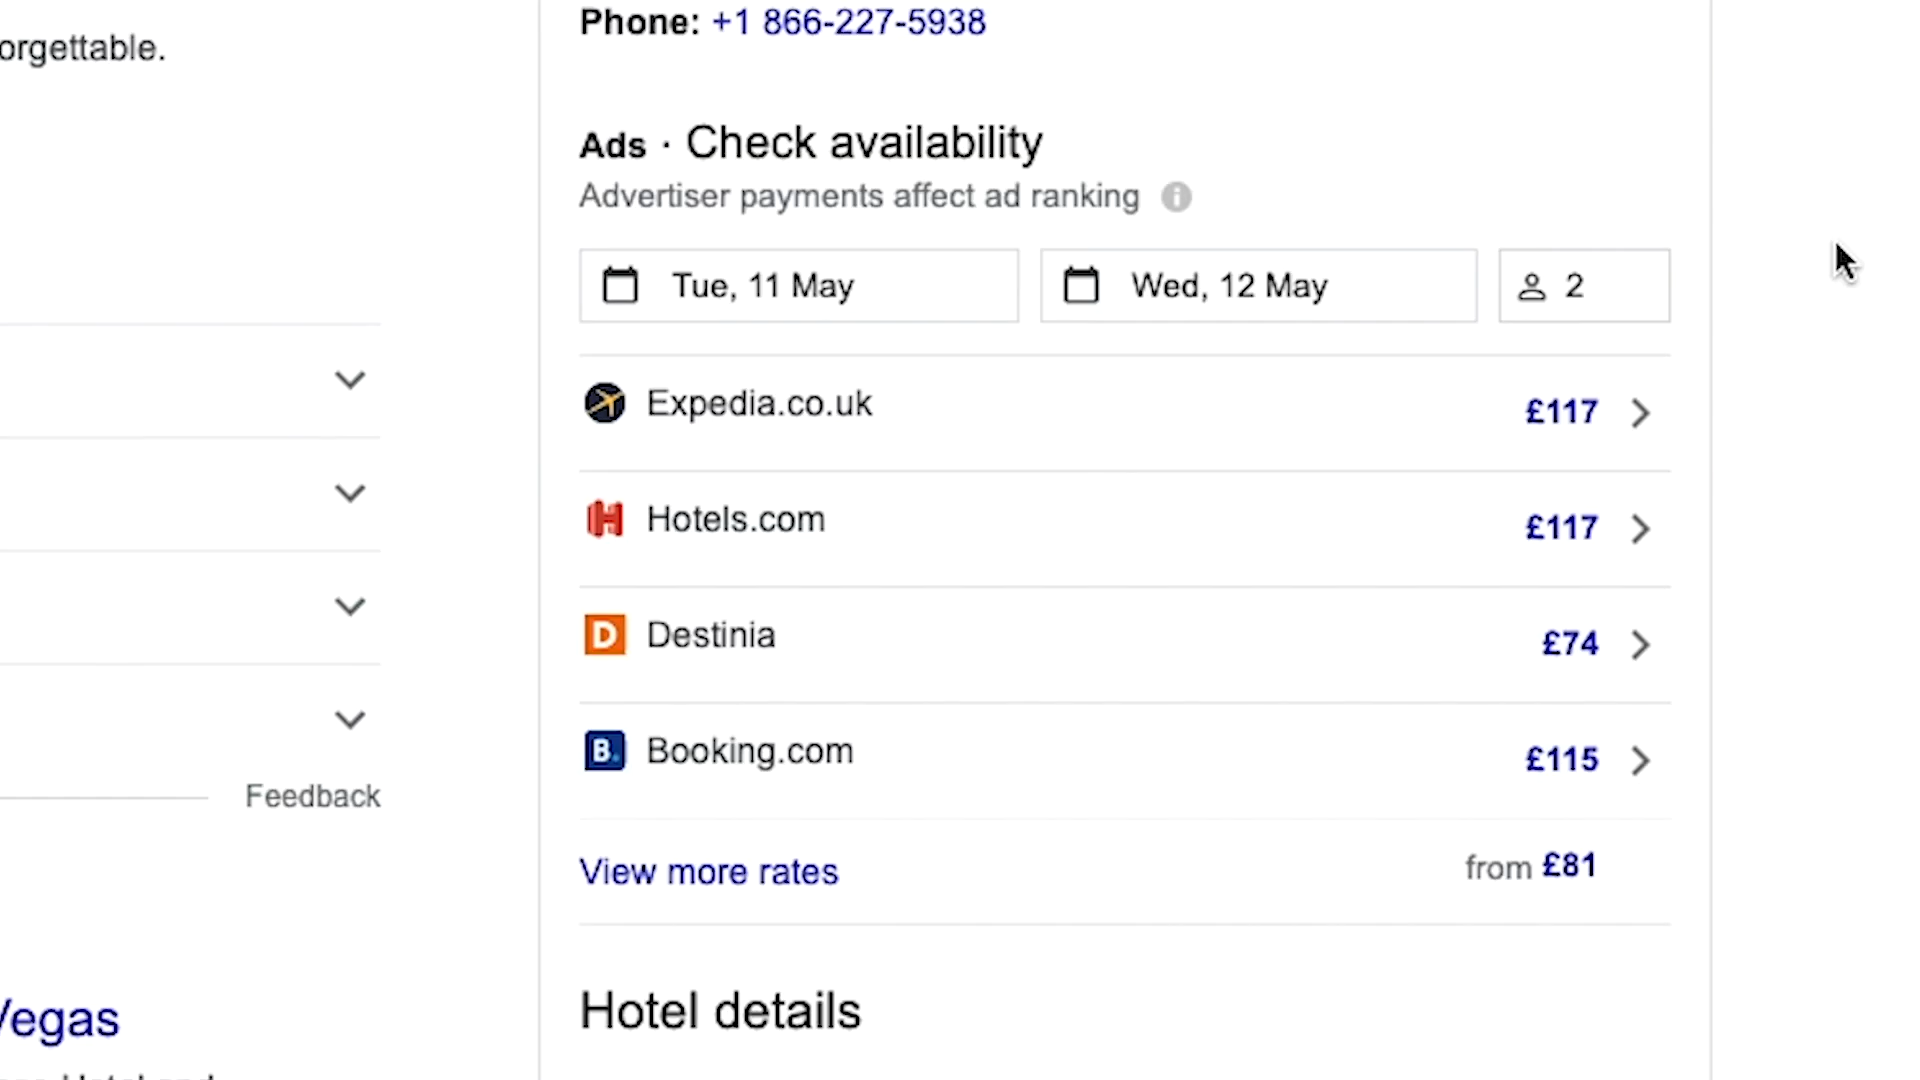 orgettable.
Feedback
Vegas
Phone: +1 866-227-5938
Ads · Check availability
Advertiser payments affect ad ranking
Tue, 11 May
Wed, 12 May
2
Expedia.co.uk
£117
Hotels.com
£117
Destinia
£74
Booking.com
£115
View more rates
from £81
Hotel details